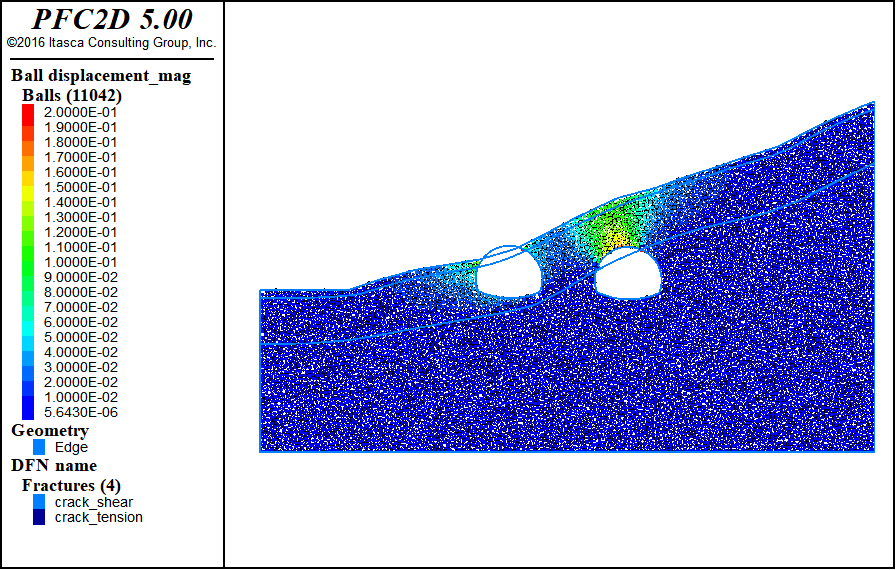 PFC2D 5.00
©2016 Itasca Consulting Group, Inc.
Ball displacement_mag
Balls (11042)
2.0000E-01
1.9000E-01
1.8000E-01
1.7000E-01
1.6000E-01
1.5000E-01
1.4000E-01
1.3000E-01
1.2000E-01
1.1000E-01
1.0000E-01
9.0000E-02
8.0000E-02
7.0000E-02
6.0000E-02
5.0000E-02
4.0000E-02
3.0000E-02
2.0000E-02
1.0000E-02
5.6430E-06
Geometry
Edge
DFN name
Fractures (4)
crack_shear
crack_tension